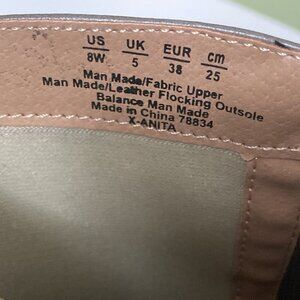 US UK EUR cm
8W 5 38 25
Man Made/Fabric Upper
Man Made/Leather Flocking Outsole
Balance Man Made
Made in China 78834
X-ANITA